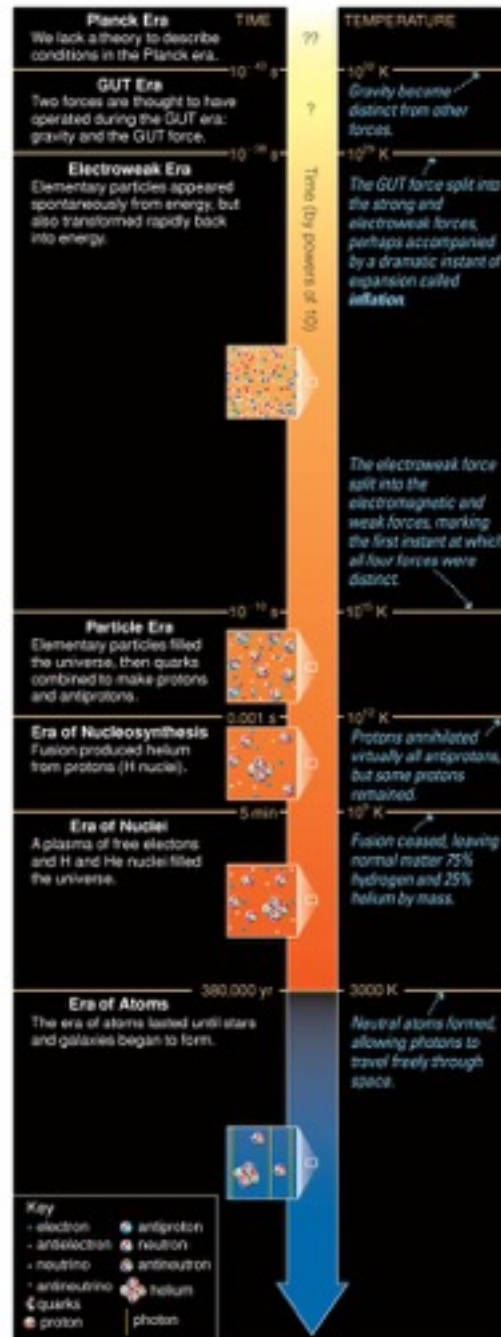 Planck Era
TIME
TEMPERATURE
We lack a theory to describe
conditions in the Planck era.
??
s
K
GUT Era
Two forces are thought to have
operated during the GUT era:
gravity and the GUT force.
?
Gravity became
distinct from other
forces.
s
K
Electroweak Era
Elementary particles appeared
spontaneously from energy, but
also transformed rapidly back
into energy.
Time (by powers of 10)
The GUT force split into
the strong and
electroweak forces,
perhaps accompanied
by a dramatic instant of
expansion called
inflation
The electroweak force
split into the
electromagnetic and
weak forces, marking
the first instant at which
all four forces were
distinct.
10⁻¹⁰ s
10¹⁵ K
Particle Era
Elementary particles filled
the universe, then quarks
combined to make protons
and antiprotons.
0.001 s
10¹² K
Era of Nucleosynthesis
Fusion produced helium
from protons (H nuclei).
Protons annihilated
virtually all antiprotons,
but some protons
remained.
5 min
10⁹ K
Era of Nuclei
A plasma of free electons
and H and He nuclei filled
the universe.
Fusion ceased, leaving
normal matter 75%
hydrogen and 25%
helium by mass.
380,000 yr
3000 K
Era of Atoms
The era of atoms lasted until stars
and galaxies began to form.
Neutral atoms formed,
allowing photons to
travel freely through
space.
Key
electron
antielectron
neutrino
antineutrino
quarks
proton
antiproton
neutron
antineutron
helium
photon